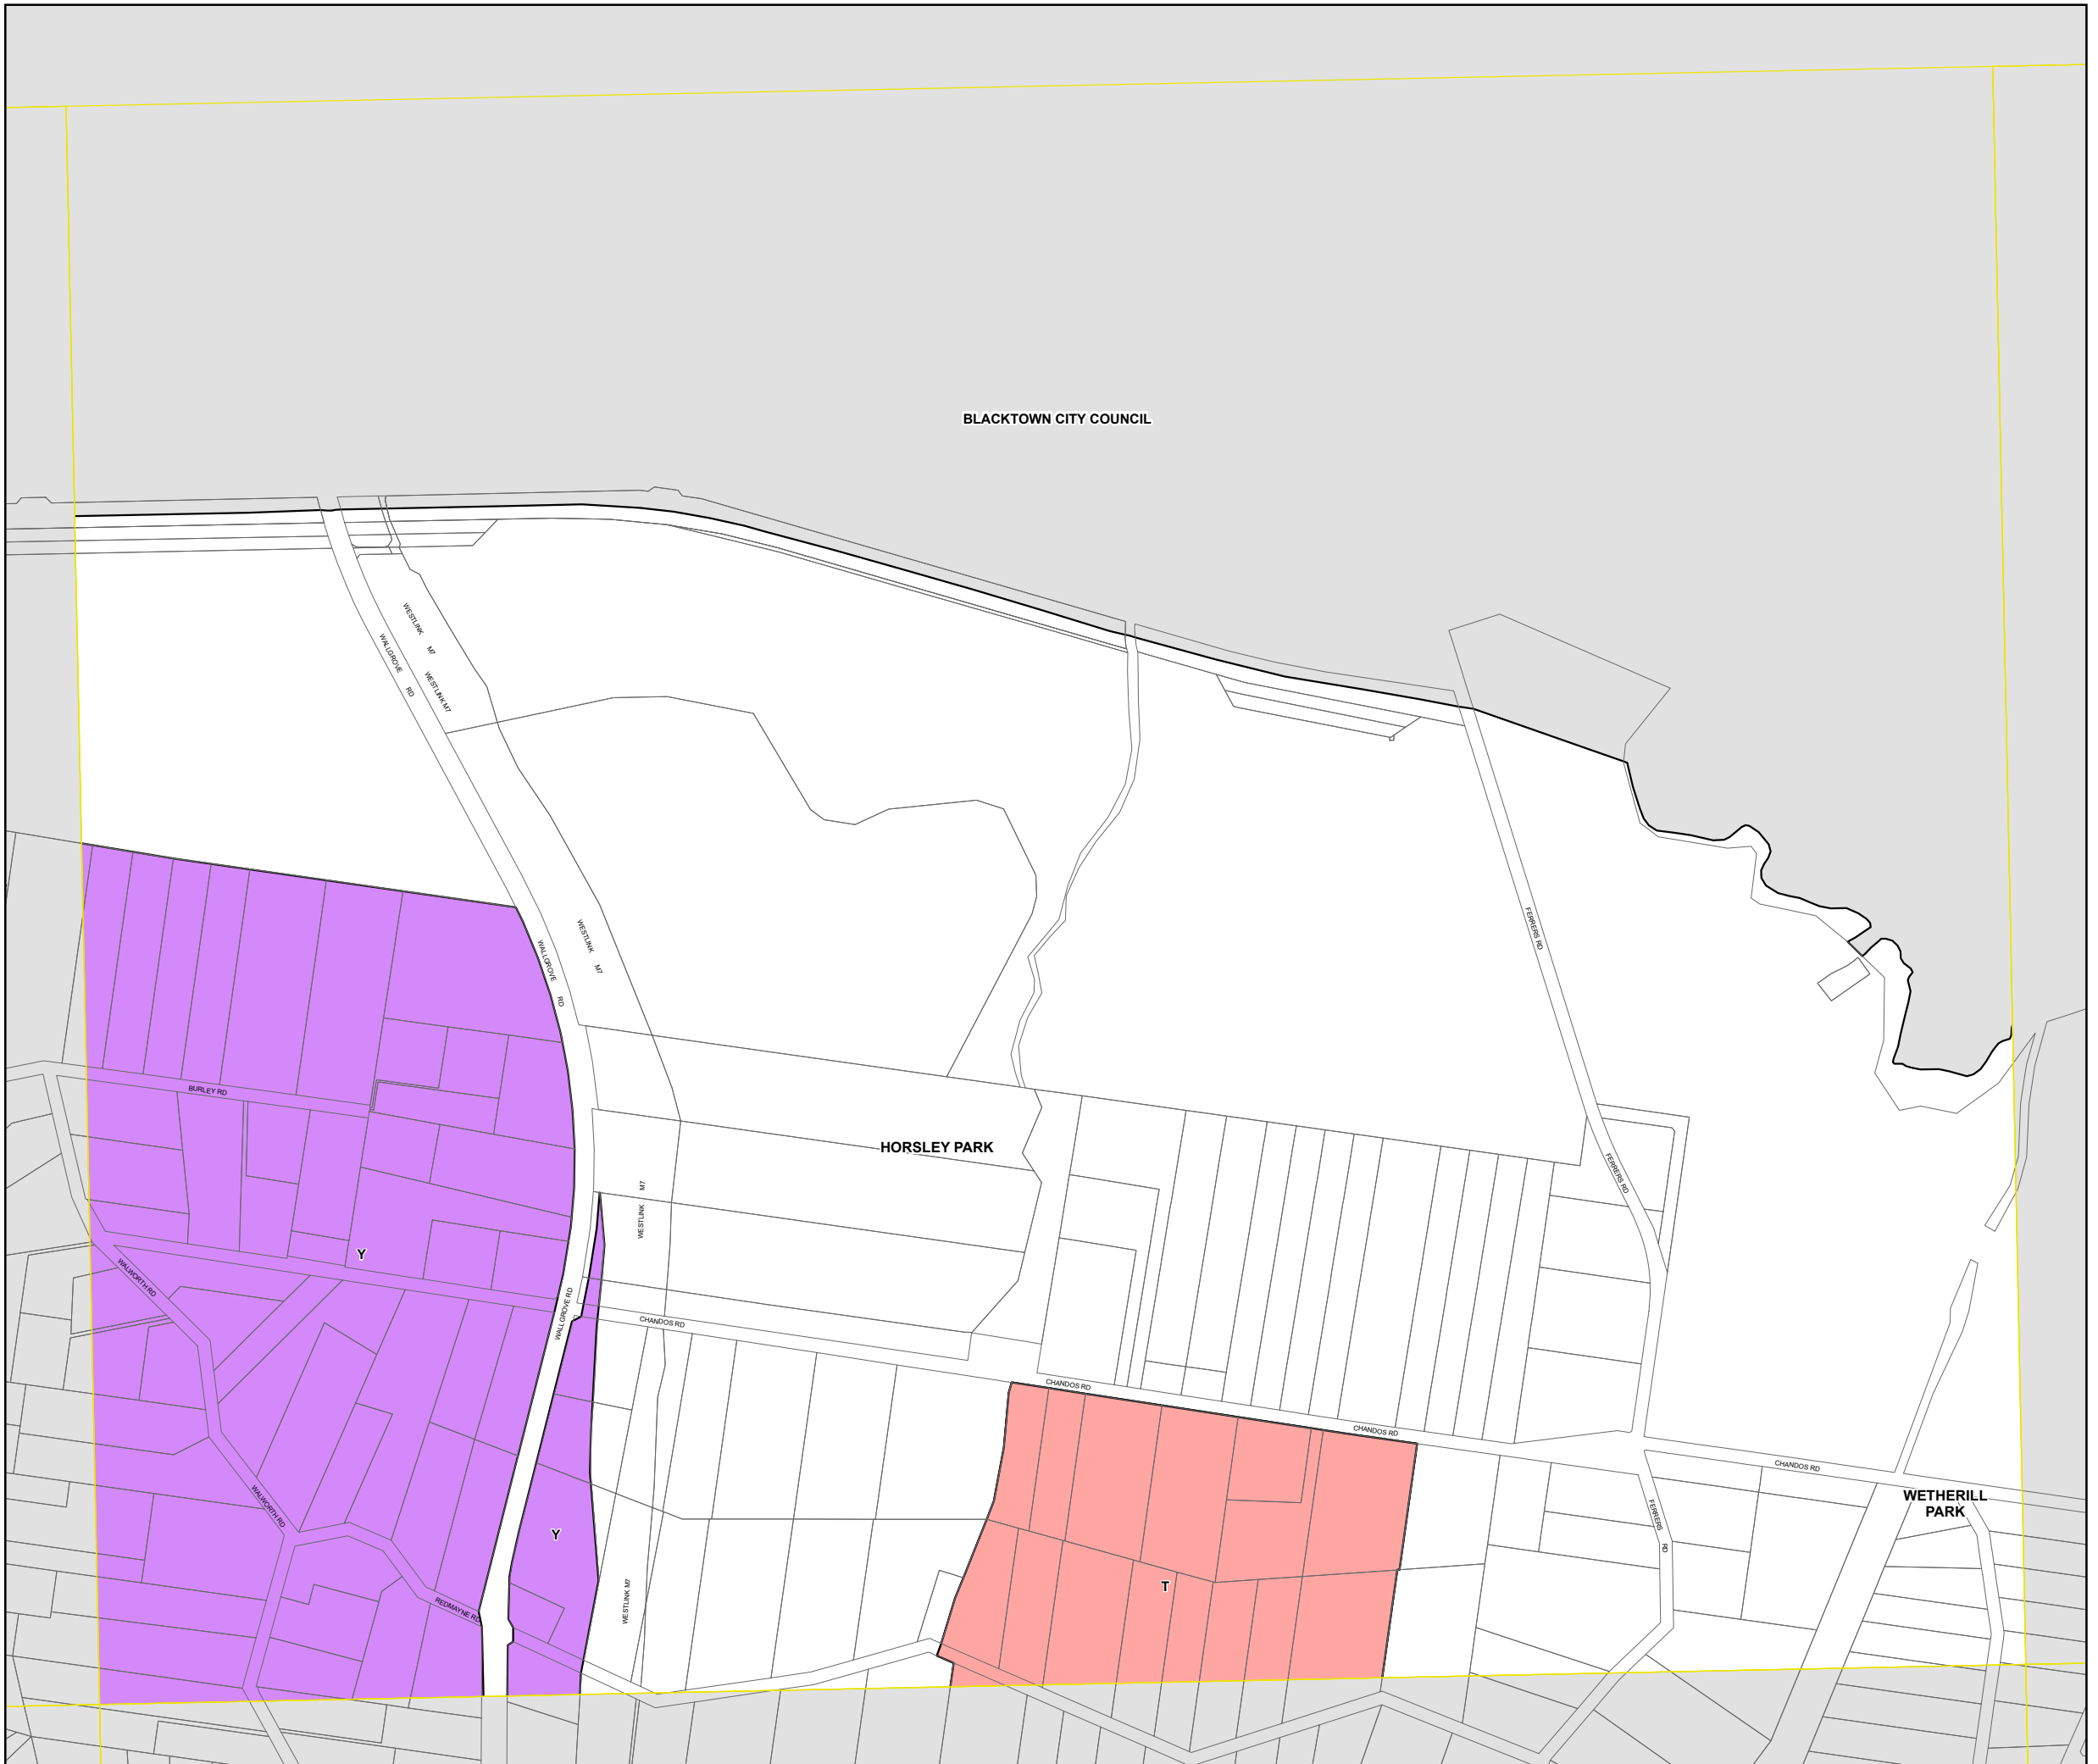 BLACKTOWN CITY COUNCIL
WESTLINK M7
WALLGROVE RD
WESTLINK M7
FERRERS RD
WALLGROVE RD
WESTLINK M7
BURLEY RD
HORSLEY PARK
FERRERS RD
WESTLINK M7
Y
WALWORTH RD
WALLGROVE RD
CHANDOS RD
CHANDOS RD
CHANDOS RD
CHANDOS RD
WETHERILL
PARK
WALWORTH RD
FERRERS RD
Y
T
WESTLINK M7
REDMAYNE RD